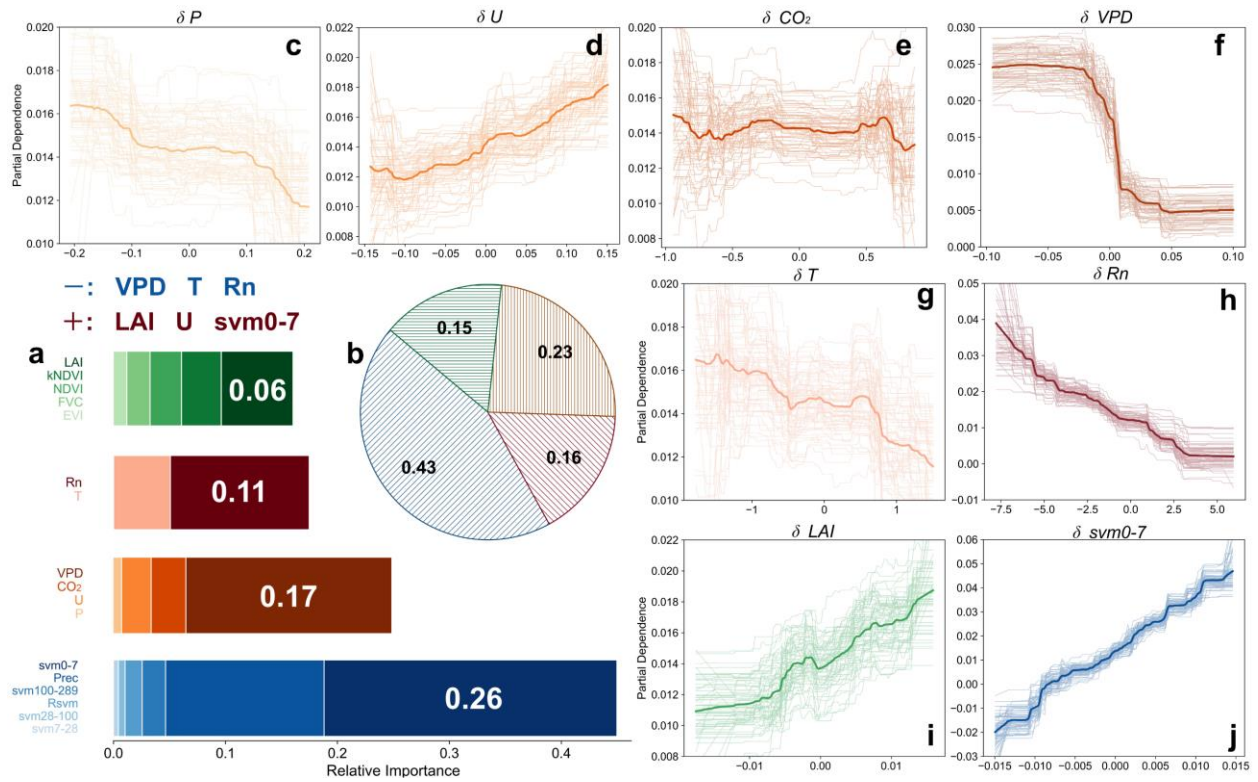 δ P
δ U
δ CO₂
δ VPD
c
d
e
f
Partial Dependence
0.020
0.018
0.016
0.014
0.012
0.010
−0.2 −0.1 0.0 0.1 0.2
0.020
0.018
0.016
0.014
0.012
0.010
0.008
−0.15 −0.10 −0.05 0.00 0.05 0.10 0.15
0.020
0.018
0.016
0.014
0.012
0.010
0.008
−1.0 −0.5 0.0 0.5
0.030
0.025
0.020
0.015
0.010
0.005
0.000
−0.10 −0.05 0.00 0.05 0.10
−: VPD T Rn
+: LAI U svm0-7
a
LAI
kNDVI
NDVI
FVC
EVI
0.06
Rn
T
0.11
VPD
CO₂
U
P
0.17
svm0-7
Prec
svm100-289
Rsvm
svm28-100
svm7-28
0.26
0.0 0.1 0.2 0.3 0.4
Relative Importance
b
0.15
0.23
0.43
0.16
δ T
g
Partial Dependence
0.020
0.018
0.016
0.014
0.012
0.010
−1 0 1
δ Rn
h
0.05
0.04
0.03
0.02
0.01
0.00
−0.01
−7.5 −5.0 −2.5 0.0 2.5 5.0
δ LAI
i
Partial Dependence
0.022
0.020
0.018
0.016
0.014
0.012
0.010
0.008
−0.01 0.00 0.01
δ svm0-7
j
0.06
0.05
0.04
0.03
0.02
0.01
0.00
−0.01
−0.02
−0.03
−0.015 −0.010 −0.005 0.000 0.005 0.010 0.015